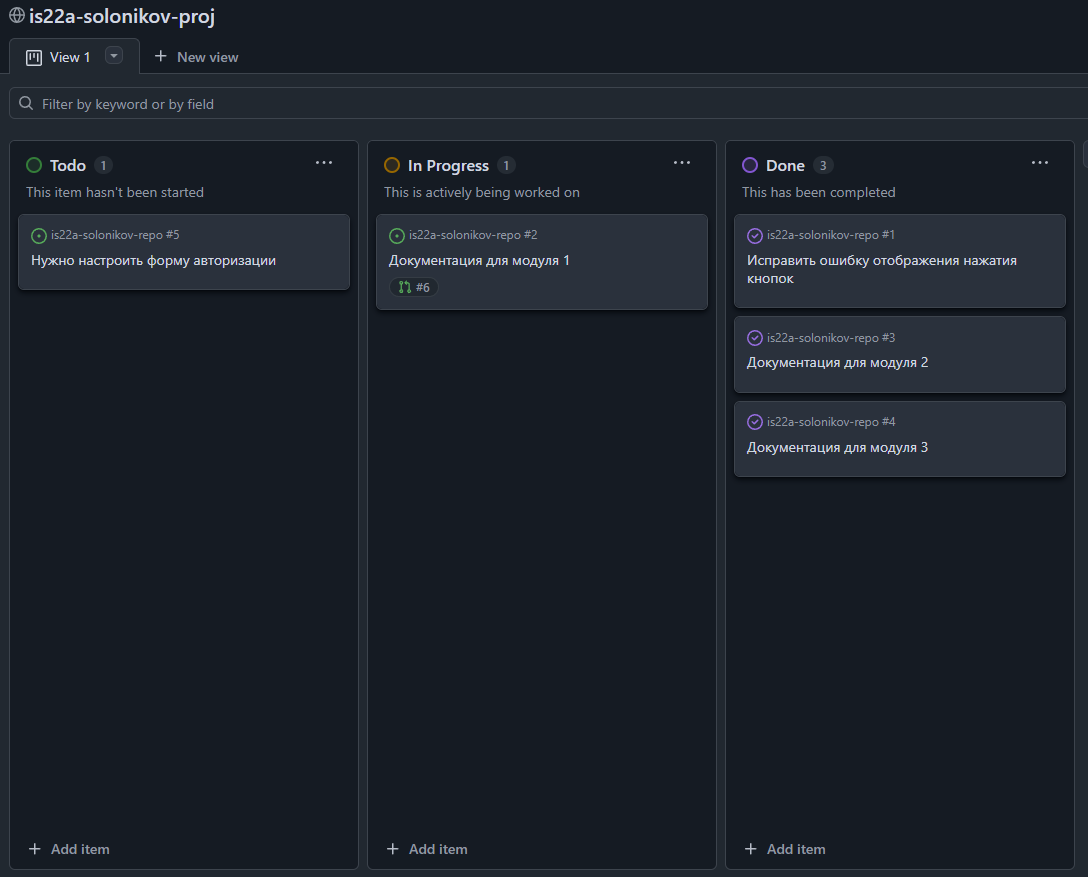 is22a-solonikov-proj
View 1
New view
Filter by keyword or by field
Todo 1
This item hasn't been started
is22a-solonikov-repo #5
Нужно настроить форму авторизации
Add item
In Progress 1
This is actively being worked on
is22a-solonikov-repo #2
Документация для модуля 1
#6
Add item
Done 3
This has been completed
is22a-solonikov-repo #1
Исправить ошибку отображения нажатия
кнопок
is22a-solonikov-repo #3
Документация для модуля 2
is22a-solonikov-repo #4
Документация для модуля 3
Add item